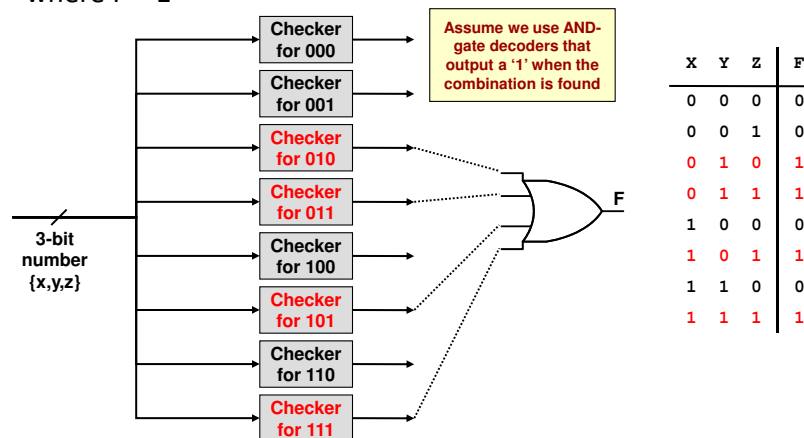 Checker
for 000
Checker
for 001
Checker
for 010
Checker
for 011
Checker
for 100
Checker
for 101
Checker
for 110
Checker
for 111
3-bit
number
{x,y,z}
Assume we use AND-
gate decoders that
output a ‘1’ when the
combination is found
F
X Y Z F
0 0 0 0
0 0 1 0
0 1 0 1
0 1 1 1
1 0 0 0
1 0 1 1
1 1 0 0
1 1 1 1